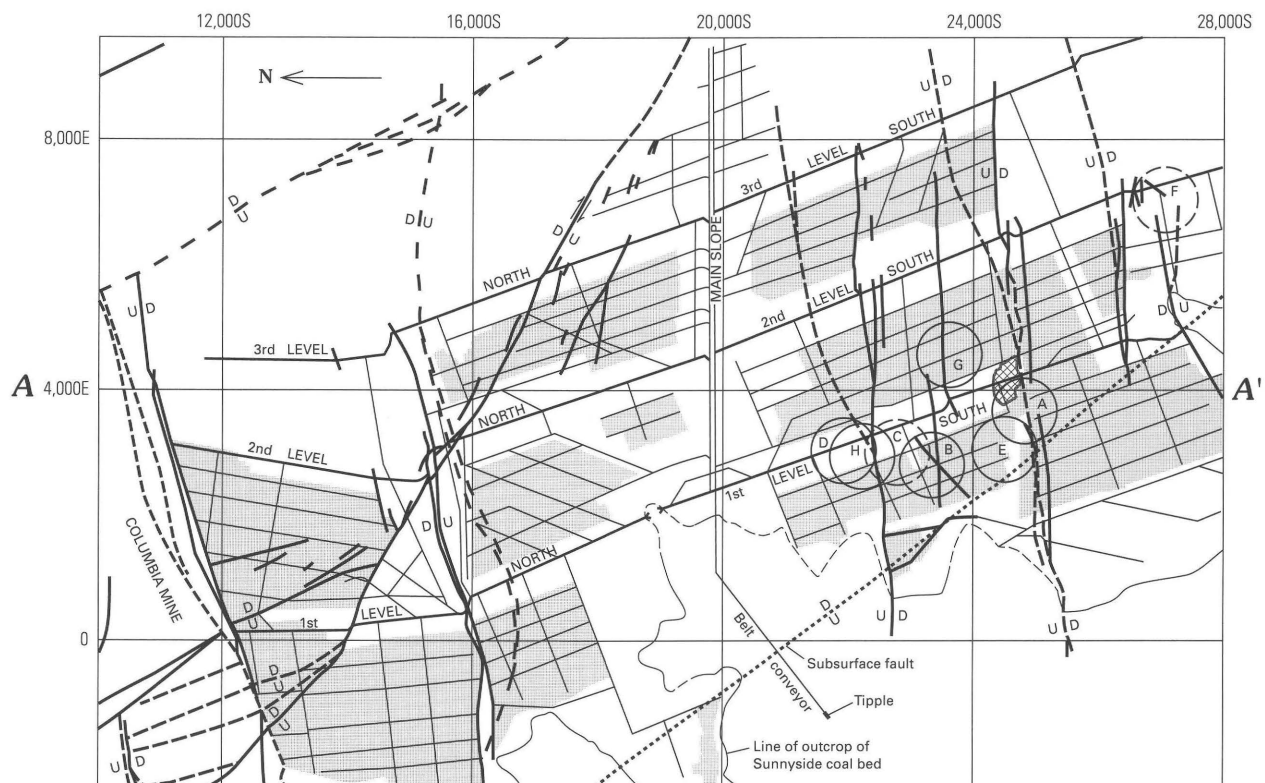 12,000S
16,000S
20,000S
24,000S
28,000S
N
8,000E
U D
SOUTH
LEVEL
3rd
U D
U D
F
D U
D U
D U
MAIN SLOPE
NORTH
SOUTH
LEVEL
2nd
U D
D U
3rd LEVEL
G
A
4,000E
A'
A
SOUTH
NORTH
D
C
H
B
E
2nd LEVEL
LEVEL
1st
D U
COLUMBIA MINE
NORTH
D
U
LEVEL
1st
D
U
U D
U D
0
Belt
conveyor
Subsurface fault
D
U
D
U
Tipple
U D
Line of outcrop of
Sunnyside coal bed